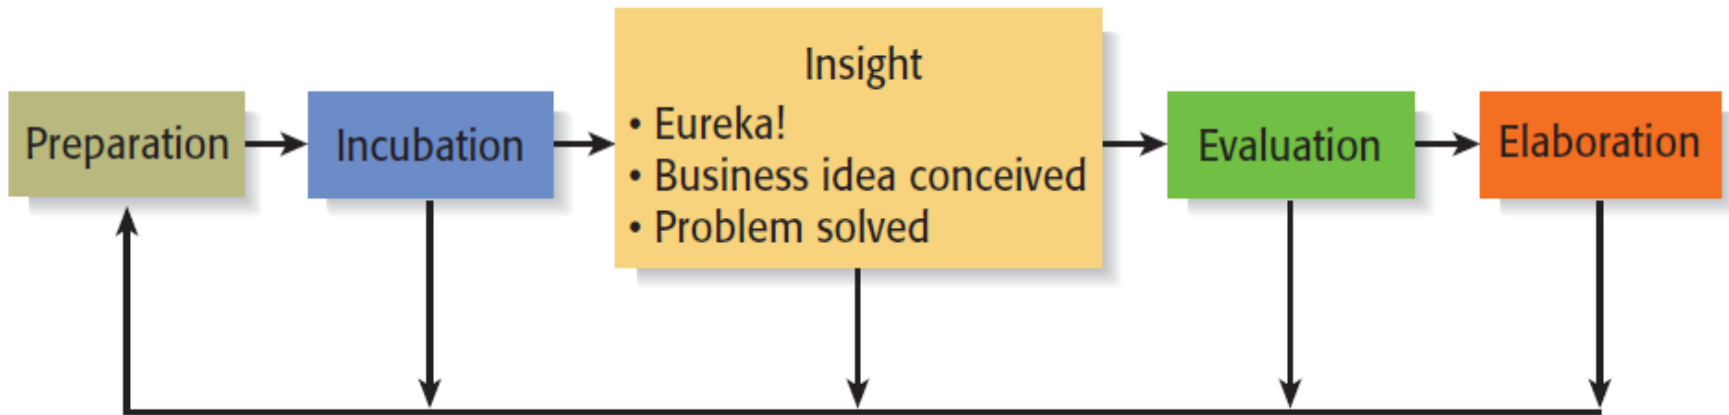 Preparation
Incubation
Insight
• Eureka!
• Business idea conceived
• Problem solved
Evaluation
Elaboration